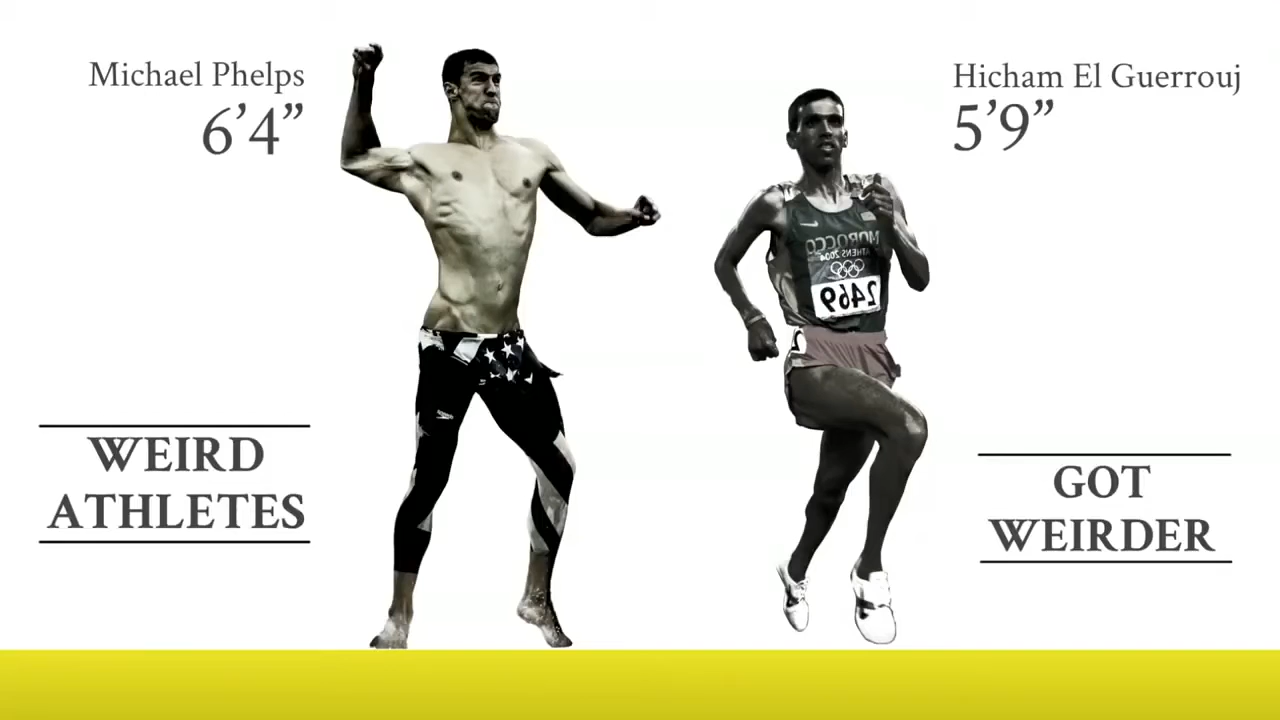 Michael Phelps
6’4”
Hicham El Guerrouj
5’9”
MOROCCO
ATHENS 2004
2469
WEIRD
ATHLETES
GOT
WEIRDER